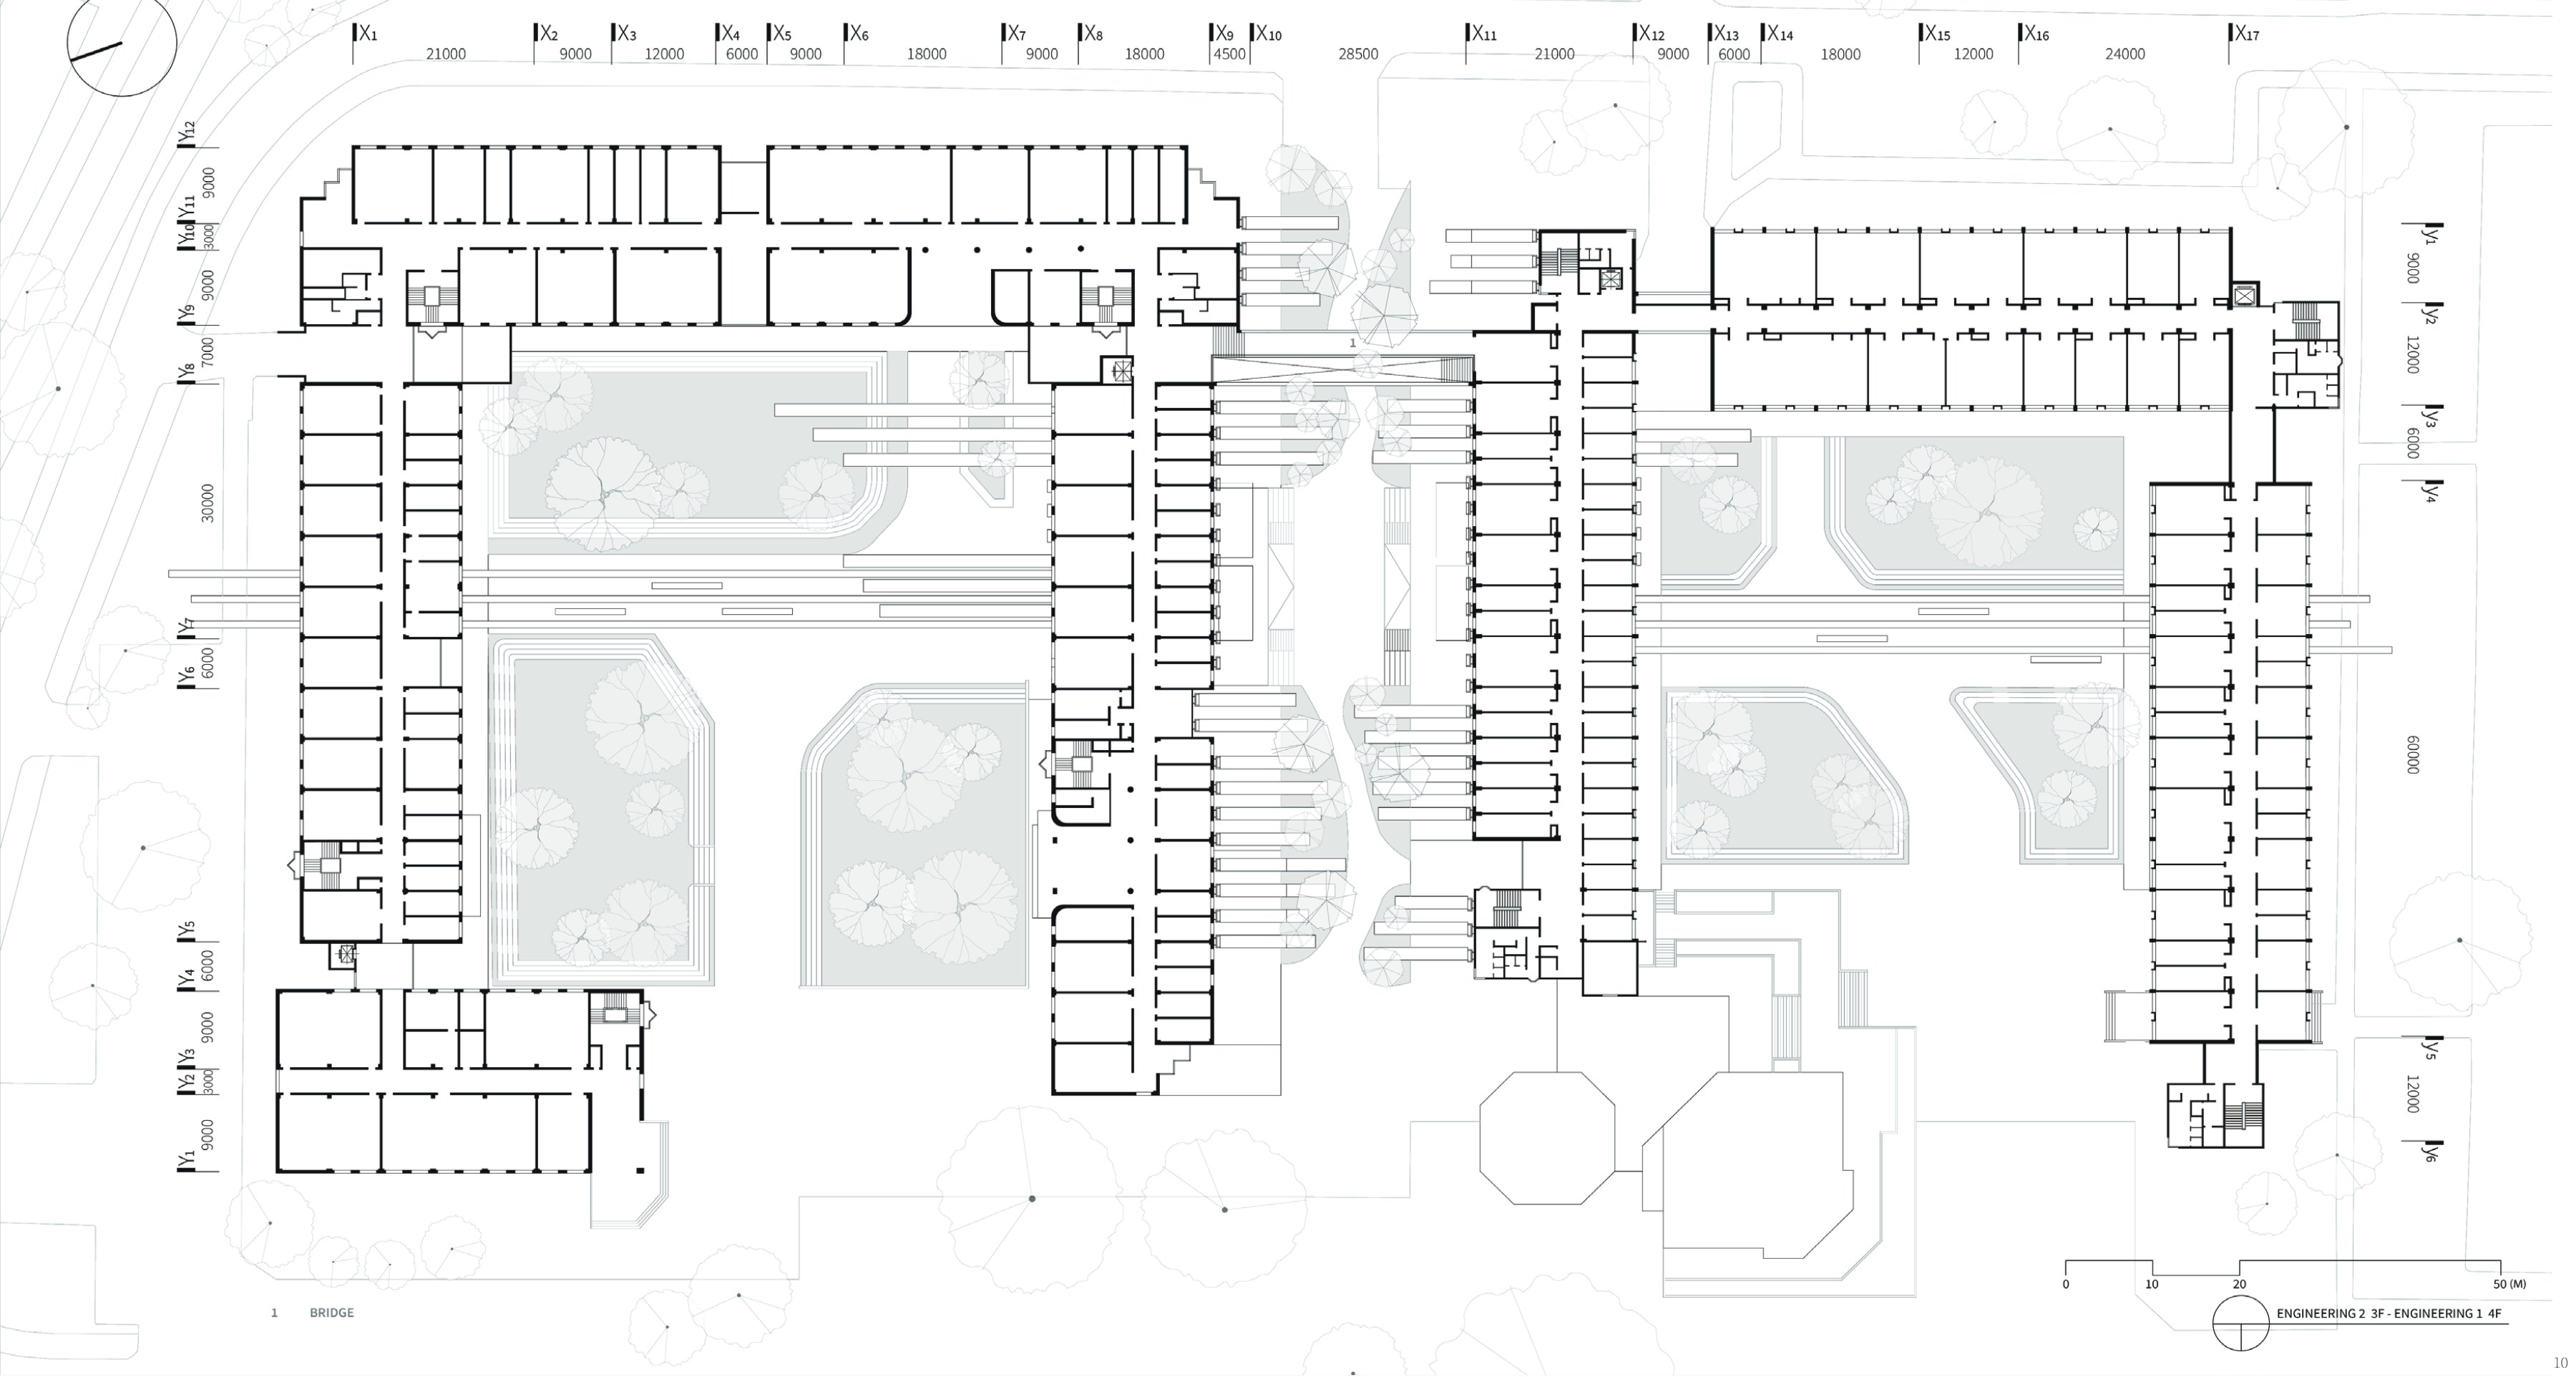 X1 X2 X3 X4 X5 X6 X7 X8 X9 X10 X11 X12 X13 X14 X15 X16 X17
21000 9000 12000 6000 9000 18000 9000 18000 4500 28500 21000 9000 6000 18000 12000 24000
Y12
9000
Y11
3000
Y10
9000
Y9
7000
Y8
30000
Y7
6000
Y6
Y5
6000
Y4
9000
Y3
3000
Y2
9000
Y1
y1
9000
y2
12000
y3
6000
y4
60000
y5
12000
y6
1
1 BRIDGE
0 10 20 50 (M)
ENGINEERING 2 3F - ENGINEERING 1 4F
10